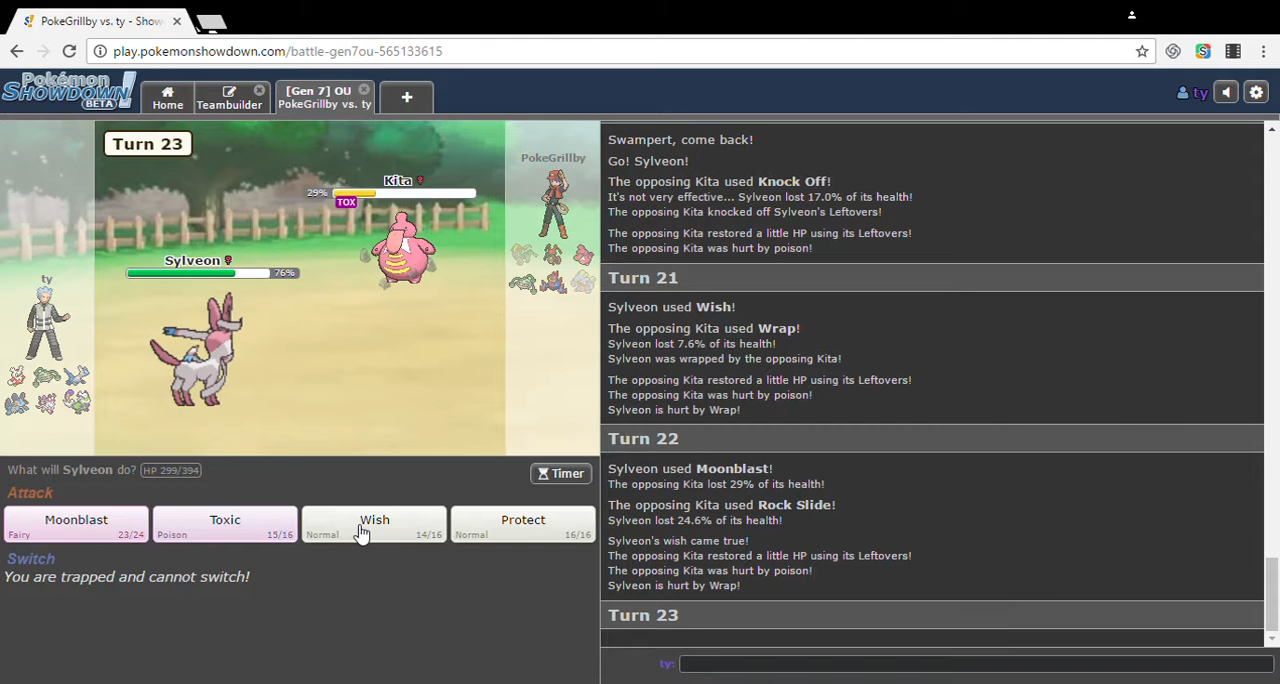 PokeGrillby vs. ty - Show
play.pokemonshowdown.com/battle-gen7ou-565133615
Pokémon
SHOWDOWN!
BETA
Home
Teambuilder
[Gen 7] OU
PokeGrillby vs. ty
+
ty
Turn 23
PokeGrillby
Kita
29%
TOX
Sylveon
76%
ty
What will Sylveon do? HP 299/394
Timer
Attack
Moonblast
Fairy 23/24
Toxic
Poison 15/16
Wish
Normal 14/16
Protect
Normal 16/16
Switch
You are trapped and cannot switch!
Swampert, come back!
Go! Sylveon!
The opposing Kita used Knock Off!
It's not very effective... Sylveon lost 17.0% of its health!
The opposing Kita knocked off Sylveon's Leftovers!
The opposing Kita restored a little HP using its Leftovers!
The opposing Kita was hurt by poison!
Turn 21
Sylveon used Wish!
The opposing Kita used Wrap!
Sylveon lost 7.6% of its health!
Sylveon was wrapped by the opposing Kita!
The opposing Kita restored a little HP using its Leftovers!
The opposing Kita was hurt by poison!
Sylveon is hurt by Wrap!
Turn 22
Sylveon used Moonblast!
The opposing Kita lost 29% of its health!
The opposing Kita used Rock Slide!
Sylveon lost 24.6% of its health!
Sylveon's wish came true!
The opposing Kita restored a little HP using its Leftovers!
The opposing Kita was hurt by poison!
Sylveon is hurt by Wrap!
Turn 23
ty: